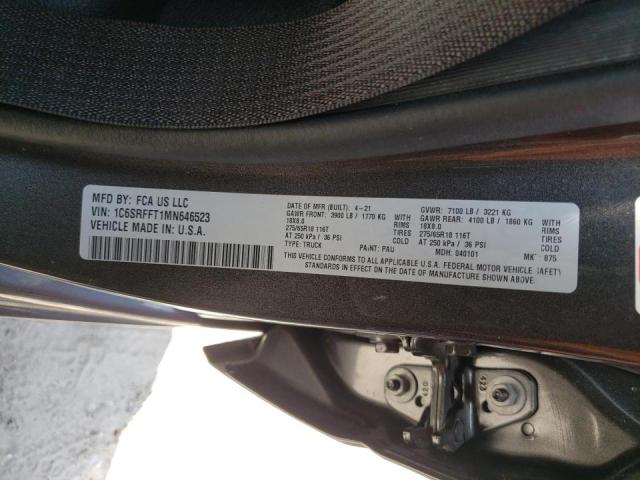 MFD BY: FCA US LLC
VIN: 1C6SRFFT1MN646523
VEHICLE MADE IN: U.S.A.
DATE OF MFR (BUILT): 4-21 GVWR: 7100 LB / 3221 KG
GAWR FRONT: 3900 LB / 1770 KG WITH GAWR REAR: 4100 LB / 1860 KG WITH
18X8.0 RIMS 18X8.0 RIMS
275/65R18 116T TIRES 275/65R18 116T TIRES
AT 250 kPa / 36 PSI COLD AT 250 kPa / 36 PSI COLD
TYPE: TRUCK PAINT: PAU MDH: 040101 MK: 875
THIS VEHICLE CONFORMS TO ALL APPLICABLE U.S.A. FEDERAL MOTOR VEHICLE SAFETY
STANDARDS IN EFFECT ON THE DATE OF MANUFACTURE SHOWN ABOVE.
423